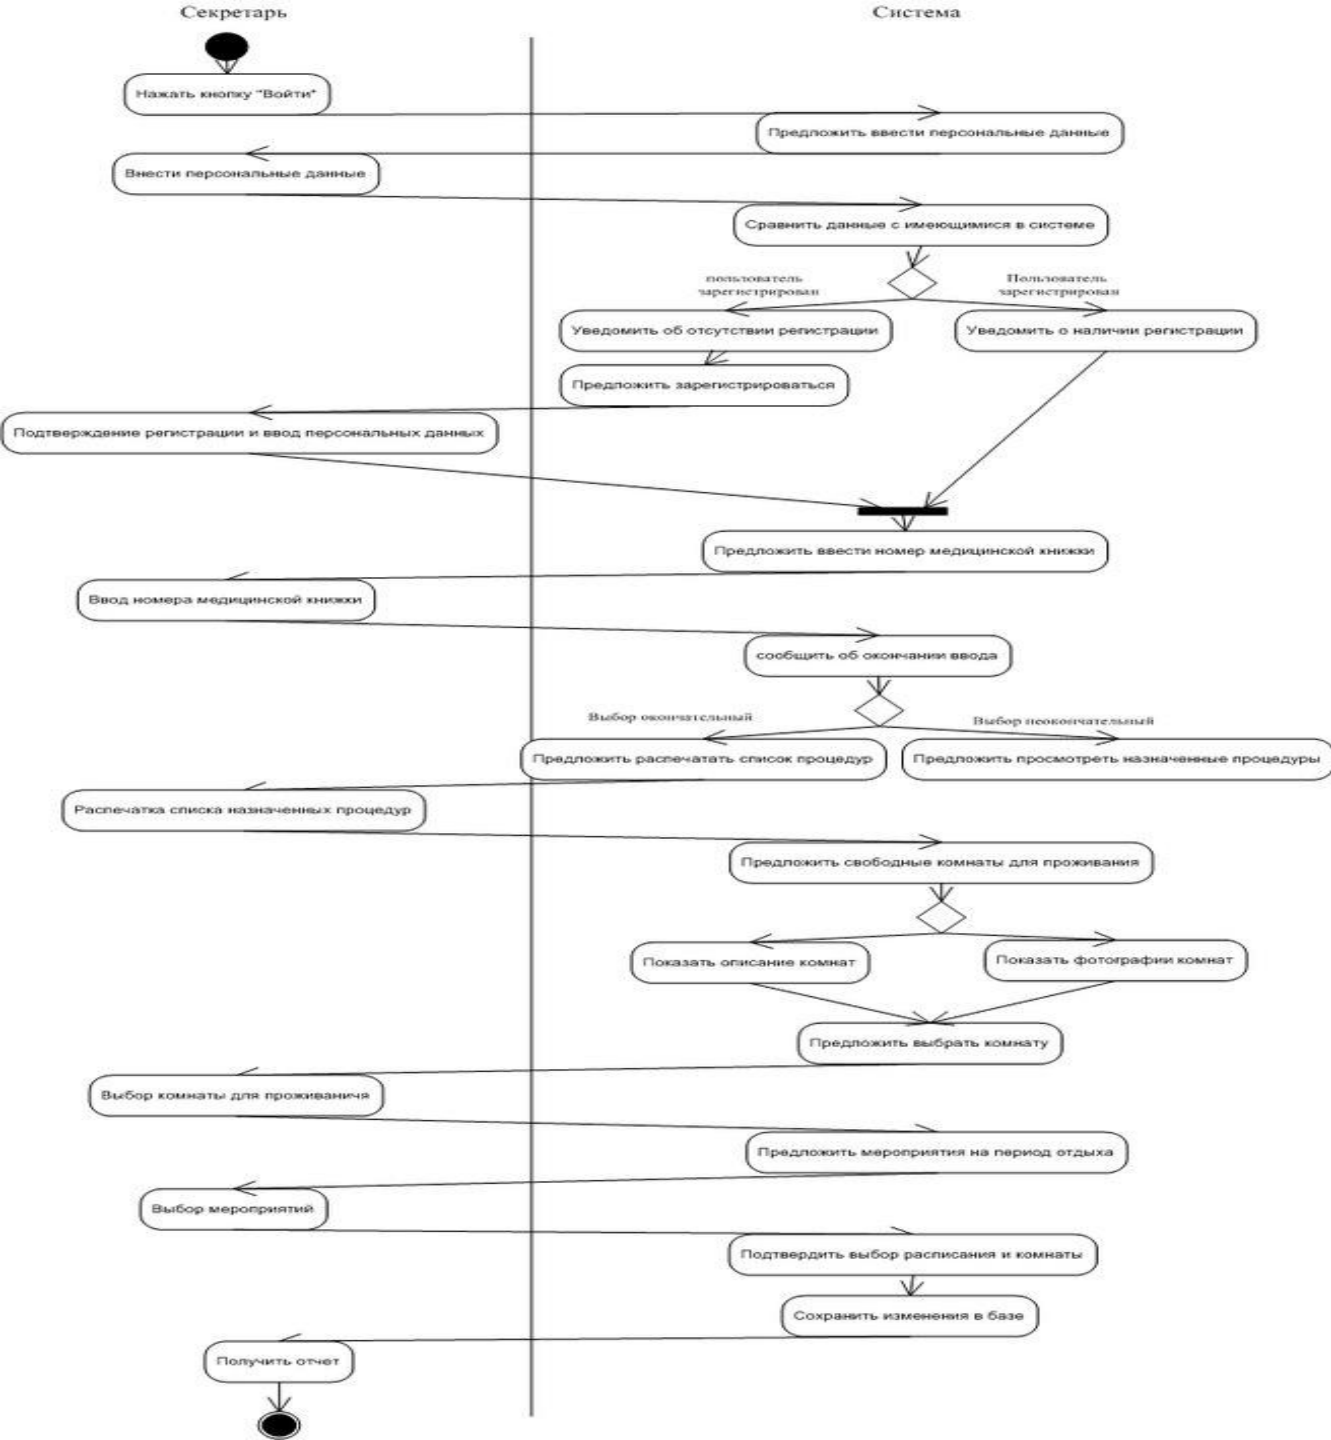 Секретарь
Система
Нажать кнопку "Войти"
Предложить ввести персональные данные
Внести персональные данные
Сравнить данные с имеющимися в системе
пользователь
зарегистрирован
Пользователь
зарегистрирован
Уведомить об отсутствии регистрации
Уведомить о наличии регистрации
Предложить зарегистрироваться
Подтверждение регистрации и ввод персональных данных
Предложить ввести номер медицинской книжки
Ввод номера медицинской книжки
сообщить об окончании ввода
Выбор окончательный
Выбор неокончательный
Предложить распечатать список процедур
Предложить просмотреть назначенные процедуры
Распечатка списка назначенных процедур
Предложить свободные комнаты для проживания
Показать описание комнат
Показать фотографии комнат
Предложить выбрать комнату
Выбор комнаты для проживаничя
Предложить мероприятия на период отдыха
Выбор мероприятий
Подтвердить выбор расписания и комнаты
Сохранить изменения в базе
Получить отчет